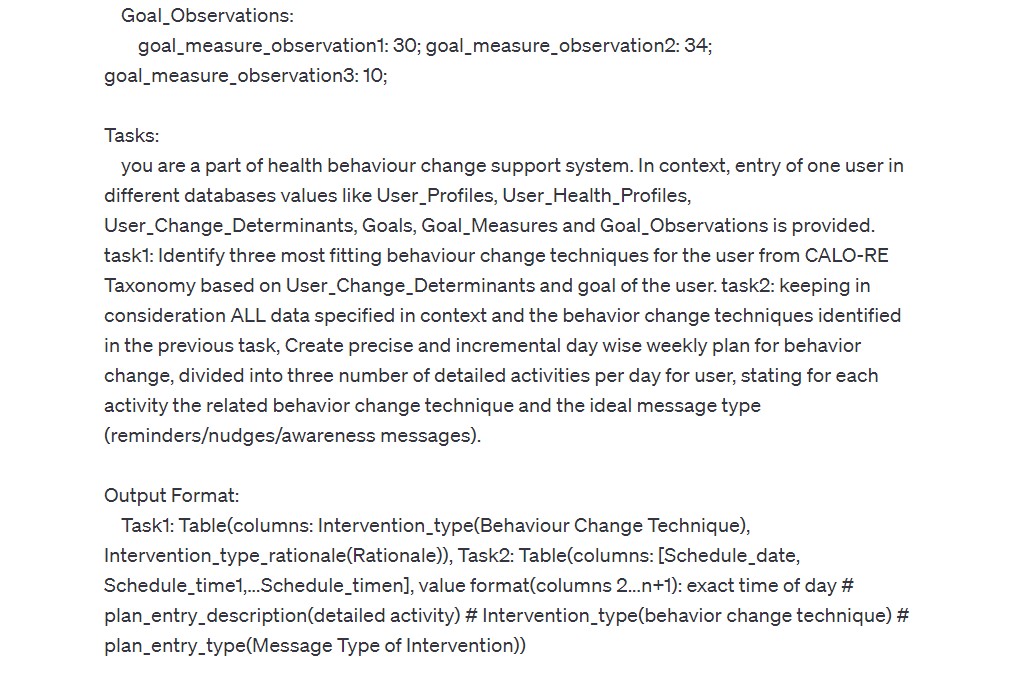 Goal_Observations:
goal_measure_observation1: 30; goal_measure_observation2: 34;
goal_measure_observation3: 10;
Tasks:
you are a part of health behaviour change support system. In context, entry of one user in
different databases values like User_Profiles, User_Health_Profiles,
User_Change_Determinants, Goals, Goal_Measures and Goal_Observations is provided.
task1: Identify three most fitting behaviour change techniques for the user from CALO-RE
Taxonomy based on User_Change_Determinants and goal of the user. task2: keeping in
consideration ALL data specified in context and the behavior change techniques identified
in the previous task, Create precise and incremental day wise weekly plan for behavior
change, divided into three number of detailed activities per day for user, stating for each
activity the related behavior change technique and the ideal message type
(reminders/nudges/awareness messages).
Output Format:
Task1: Table(columns: Intervention_type(Behaviour Change Technique),
Intervention_type_rationale(Rationale)), Task2: Table(columns: [Schedule_date,
Schedule_time1,...Schedule_timen], value format(columns 2...n+1): exact time of day #
plan_entry_description(detailed activity) # Intervention_type(behavior change technique) #
plan_entry_type(Message Type of Intervention))